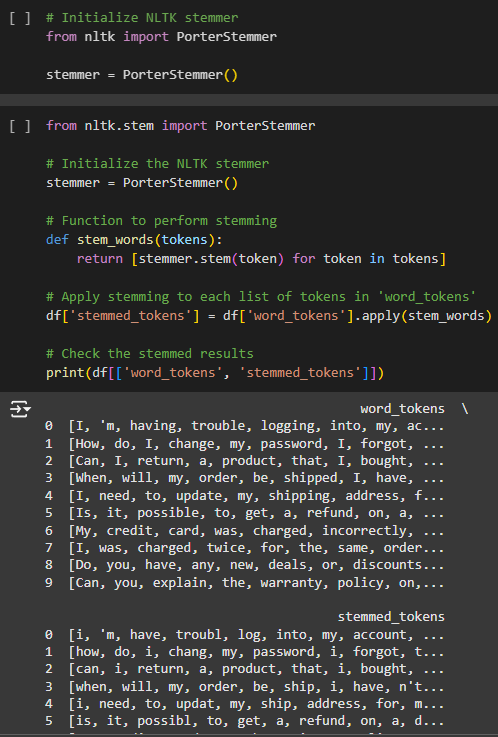 [ ] # Initialize NLTK stemmer
from nltk import PorterStemmer
stemmer = PorterStemmer()
[ ] from nltk.stem import PorterStemmer
# Initialize the NLTK stemmer
stemmer = PorterStemmer()
# Function to perform stemming
def stem_words(tokens):
    return [stemmer.stem(token) for token in tokens]
# Apply stemming to each list of tokens in 'word_tokens'
df['stemmed_tokens'] = df['word_tokens'].apply(stem_words)
# Check the stemmed results
print(df[['word_tokens', 'stemmed_tokens']])
word_tokens \
0 [I, 'm, having, trouble, logging, into, my, ac...
1 [How, do, I, change, my, password, I, forgot, ...
2 [Can, I, return, a, product, that, I, bought, ...
3 [When, will, my, order, be, shipped, I, have, ...
4 [I, need, to, update, my, shipping, address, f...
5 [Is, it, possible, to, get, a, refund, on, a, ...
6 [My, credit, card, was, charged, incorrectly, ...
7 [I, was, charged, twice, for, the, same, order...
8 [Do, you, have, any, new, deals, or, discounts...
9 [Can, you, explain, the, warranty, policy, on,...
stemmed_tokens
0 [i, 'm, have, troubl, log, into, my, account, ...
1 [how, do, i, chang, my, password, i, forgot, t...
2 [can, i, return, a, product, that, i, bought, ...
3 [when, will, my, order, be, ship, i, have, n't...
4 [i, need, to, updat, my, ship, address, for, m...
5 [is, it, possibl, to, get, a, refund, on, a, d...